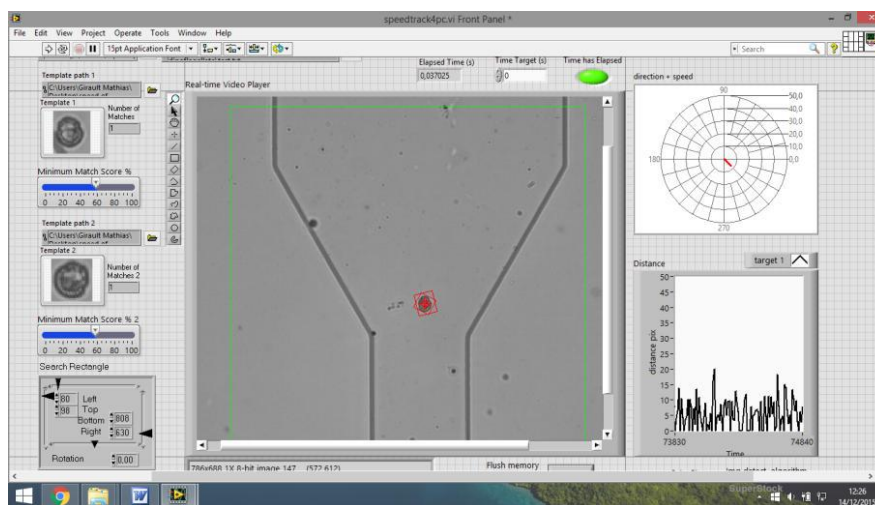 speedtrack4pc.vi Front Panel *
File Edit View Project Operate Tools Window Help
15pt Application Font
Search
Elapsed Time (s)
Time Target (s)
Time has Elapsed
0,037025
0
Template path 1
C:\Users\Girault Mathias\
Template 1
Number of
Matches
1
Minimum Match Score %
0 20 40 60 80 100
Template path 2
C:\Users\Girault Mathias\
Template 2
Number of
Matches 2
1
Minimum Match Score % 2
0 20 40 60 80 100
Search Rectangle
80 Left
98 Top
Bottom 808
Right 630
Rotation 0,00
Real-time Video Player
786x688 1X 8-bit image 147 (572,612)
Flush memory
direction + speed
90
50,0
40,0
30,0
20,0
10,0
0,0
180
270
Distance
target 1
distance pix
50
45
40
35
30
25
20
15
10
5
0
73830
74840
Time
SuperStock
12:26
14/12/2015